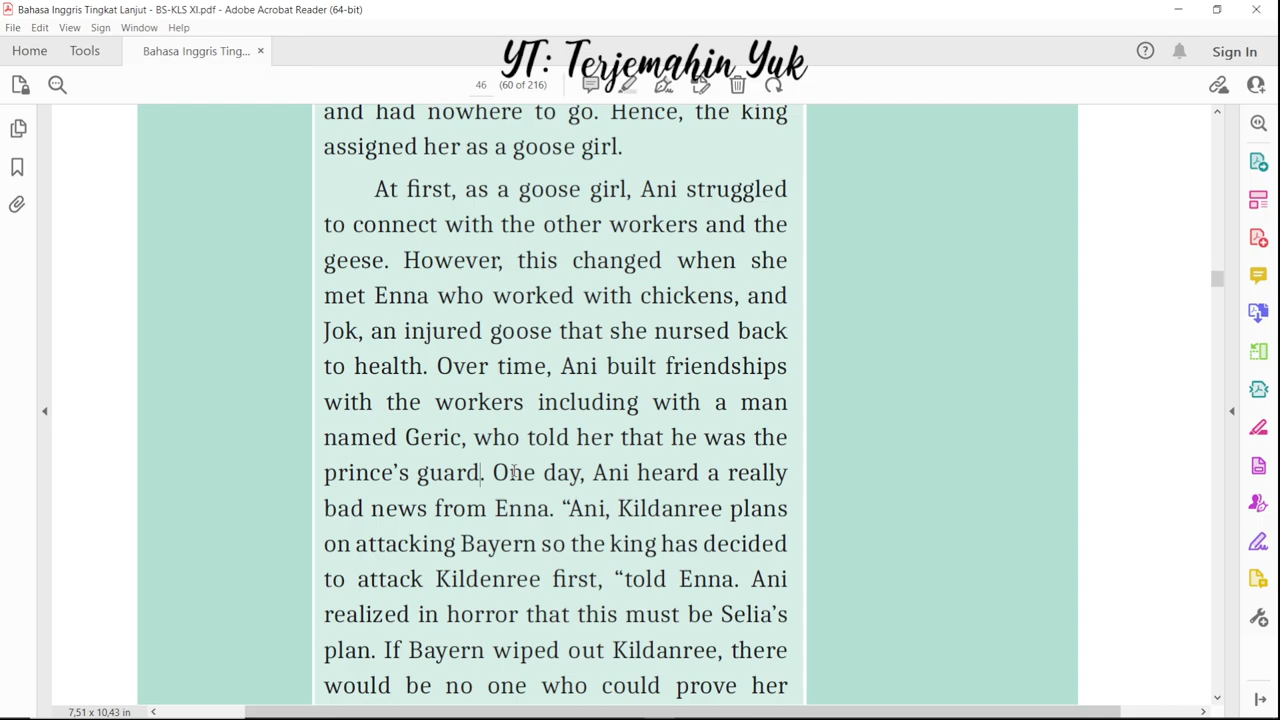 Bahasa Inggris Tingkat Lanjut - BS-KLS XI.pdf - Adobe Acrobat Reader (64-bit)
File Edit View Sign Window Help
Home Tools Bahasa Inggris Ting... × Sign In
YT: Terjemahin Yuk
46 (60 of 216)
and had nowhere to go. Hence, the king
assigned her as a goose girl.
At first, as a goose girl, Ani struggled
to connect with the other workers and the
geese. However, this changed when she
met Enna who worked with chickens, and
Jok, an injured goose that she nursed back
to health. Over time, Ani built friendships
with the workers including with a man
named Geric, who told her that he was the
prince’s guard. One day, Ani heard a really
bad news from Enna. “Ani, Kildanree plans
on attacking Bayern so the king has decided
to attack Kildenree first, “told Enna. Ani
realized in horror that this must be Selia’s
plan. If Bayern wiped out Kildanree, there
would be no one who could prove her
7,51 x 10,43 in